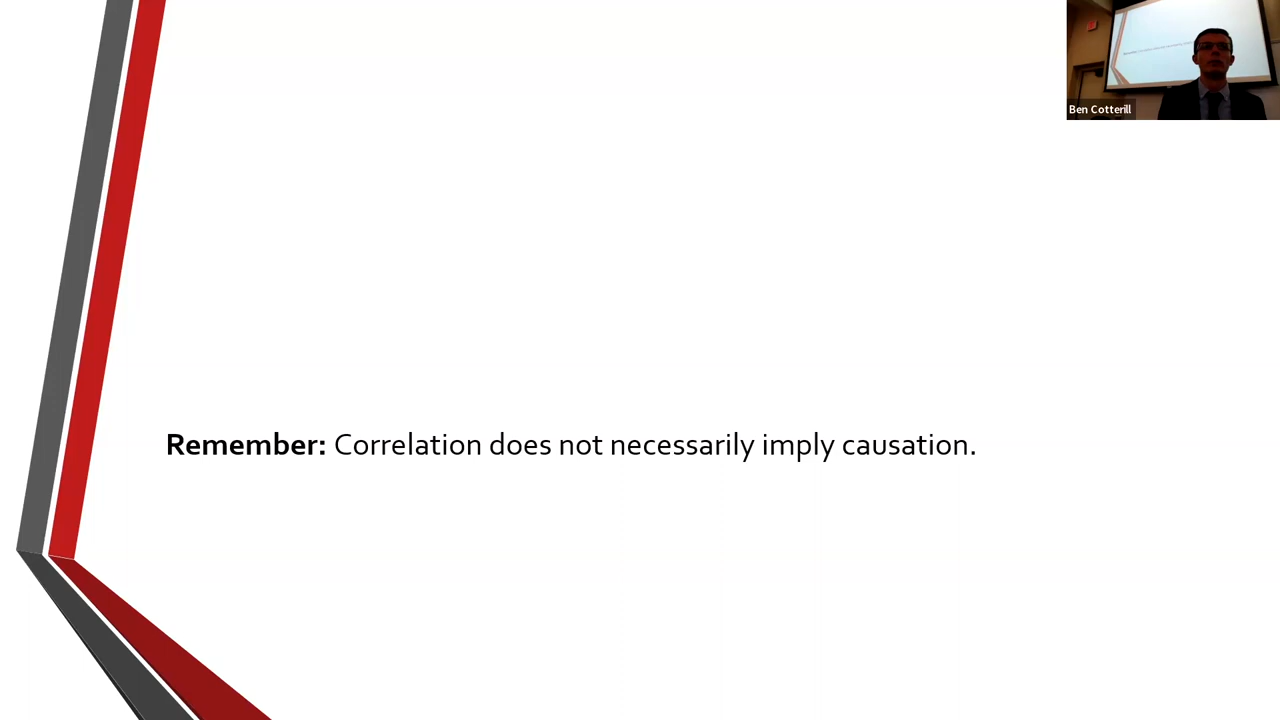 Ben Cotterill
Remember: Correlation does not necessarily imply causation.